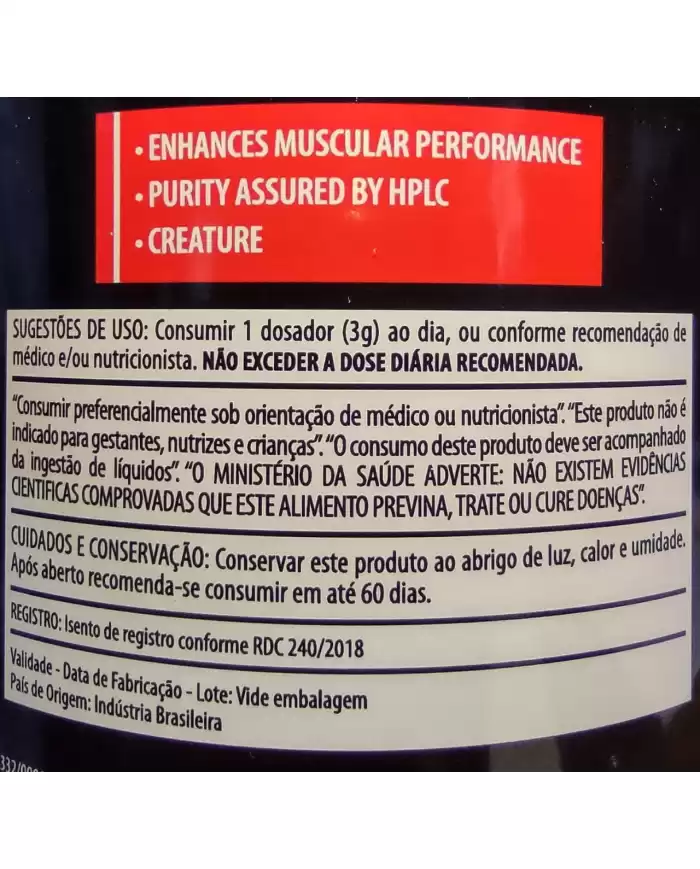 • ENHANCES MUSCULAR PERFORMANCE
• PURITY ASSURED BY HPLC
• CREATURE
SUGESTÕES DE USO: Consumir 1 dosador (3g) ao dia, ou conforme recomendação de
médico e/ou nutricionista. NÃO EXCEDER A DOSE DIÁRIA RECOMENDADA.
"Consumir preferencialmente sob orientação de médico ou nutricionista". "Este produto não é
indicado para gestantes, nutrizes e crianças". "O consumo deste produto deve ser acompanhado
da ingestão de líquidos". "O MINISTÉRIO DA SAÚDE ADVERTE: NÃO EXISTEM EVIDÊNCIAS
CIENTIFICAS COMPROVADAS QUE ESTE ALIMENTO PREVINA, TRATE OU CURE DOENÇAS".
CUIDADOS E CONSERVAÇÃO: Conservar este produto ao abrigo de luz, calor e umidade.
Após aberto recomenda-se consumir em até 60 dias.
REGISTRO: Isento de registro conforme RDC 240/2018
Validade - Data de Fabricação - Lote: Vide embalagem
País de Origem: Indústria Brasileira